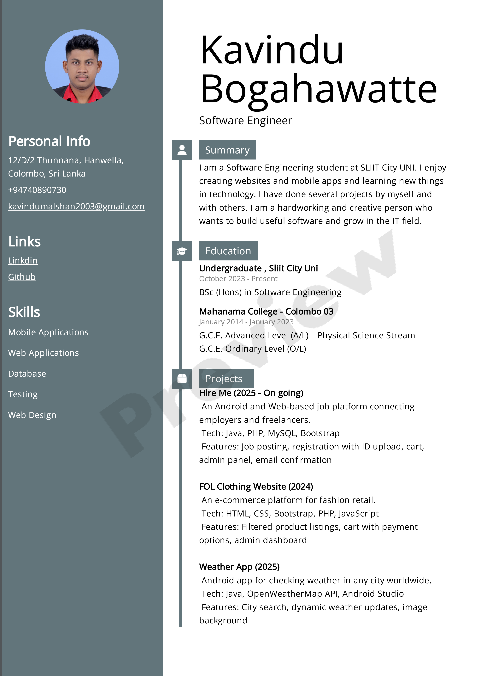 Kavindu
Bogahawatte
Software Engineer
Personal Info
12/D/2 Thunnana, Hanwella,
Colombo, Sri Lanka
+94740890730
kavindumalshan2003@gmail.com
Links
Linkdin
Github
Skills
Mobile Applications
Web Applications
Database
Testing
Web Design
Summary
I am a Software Engineering student at SLIIT City UNI. I enjoy
creating websites and mobile apps and learning new things
in technology. I have done several projects by myself and
with others. I am a hardworking and creative person who
wants to build useful software and grow in the IT field.
Education
Undergraduate , Sliit City Uni
October 2023 - Present
BSc (Hons) in Software Engineering
Mahanama College - Colombo 03
January 2014 - January 2023
G.C.E. Advanced Level (A/L) – Physical Science Stream
G.C.E. Ordinary Level (O/L)
Projects
Hire Me (2025 - On going)
An Android and Web-based job platform connecting
employers and freelancers.
Tech: Java, PHP, MySQL, Bootstrap
Features: Job posting, registration with ID upload, cart,
admin panel, email confirmation
FOL Clothing Website (2024)
An e-commerce platform for fashion retail.
Tech: HTML, CSS, Bootstrap, PHP, JavaScript
Features: Filtered product listings, cart with payment
options, admin dashboard
Weather App (2025)
Android app for checking weather in any city worldwide.
Tech: Java, OpenWeatherMap API, Android Studio
Features: City search, dynamic weather updates, image
background
Preview